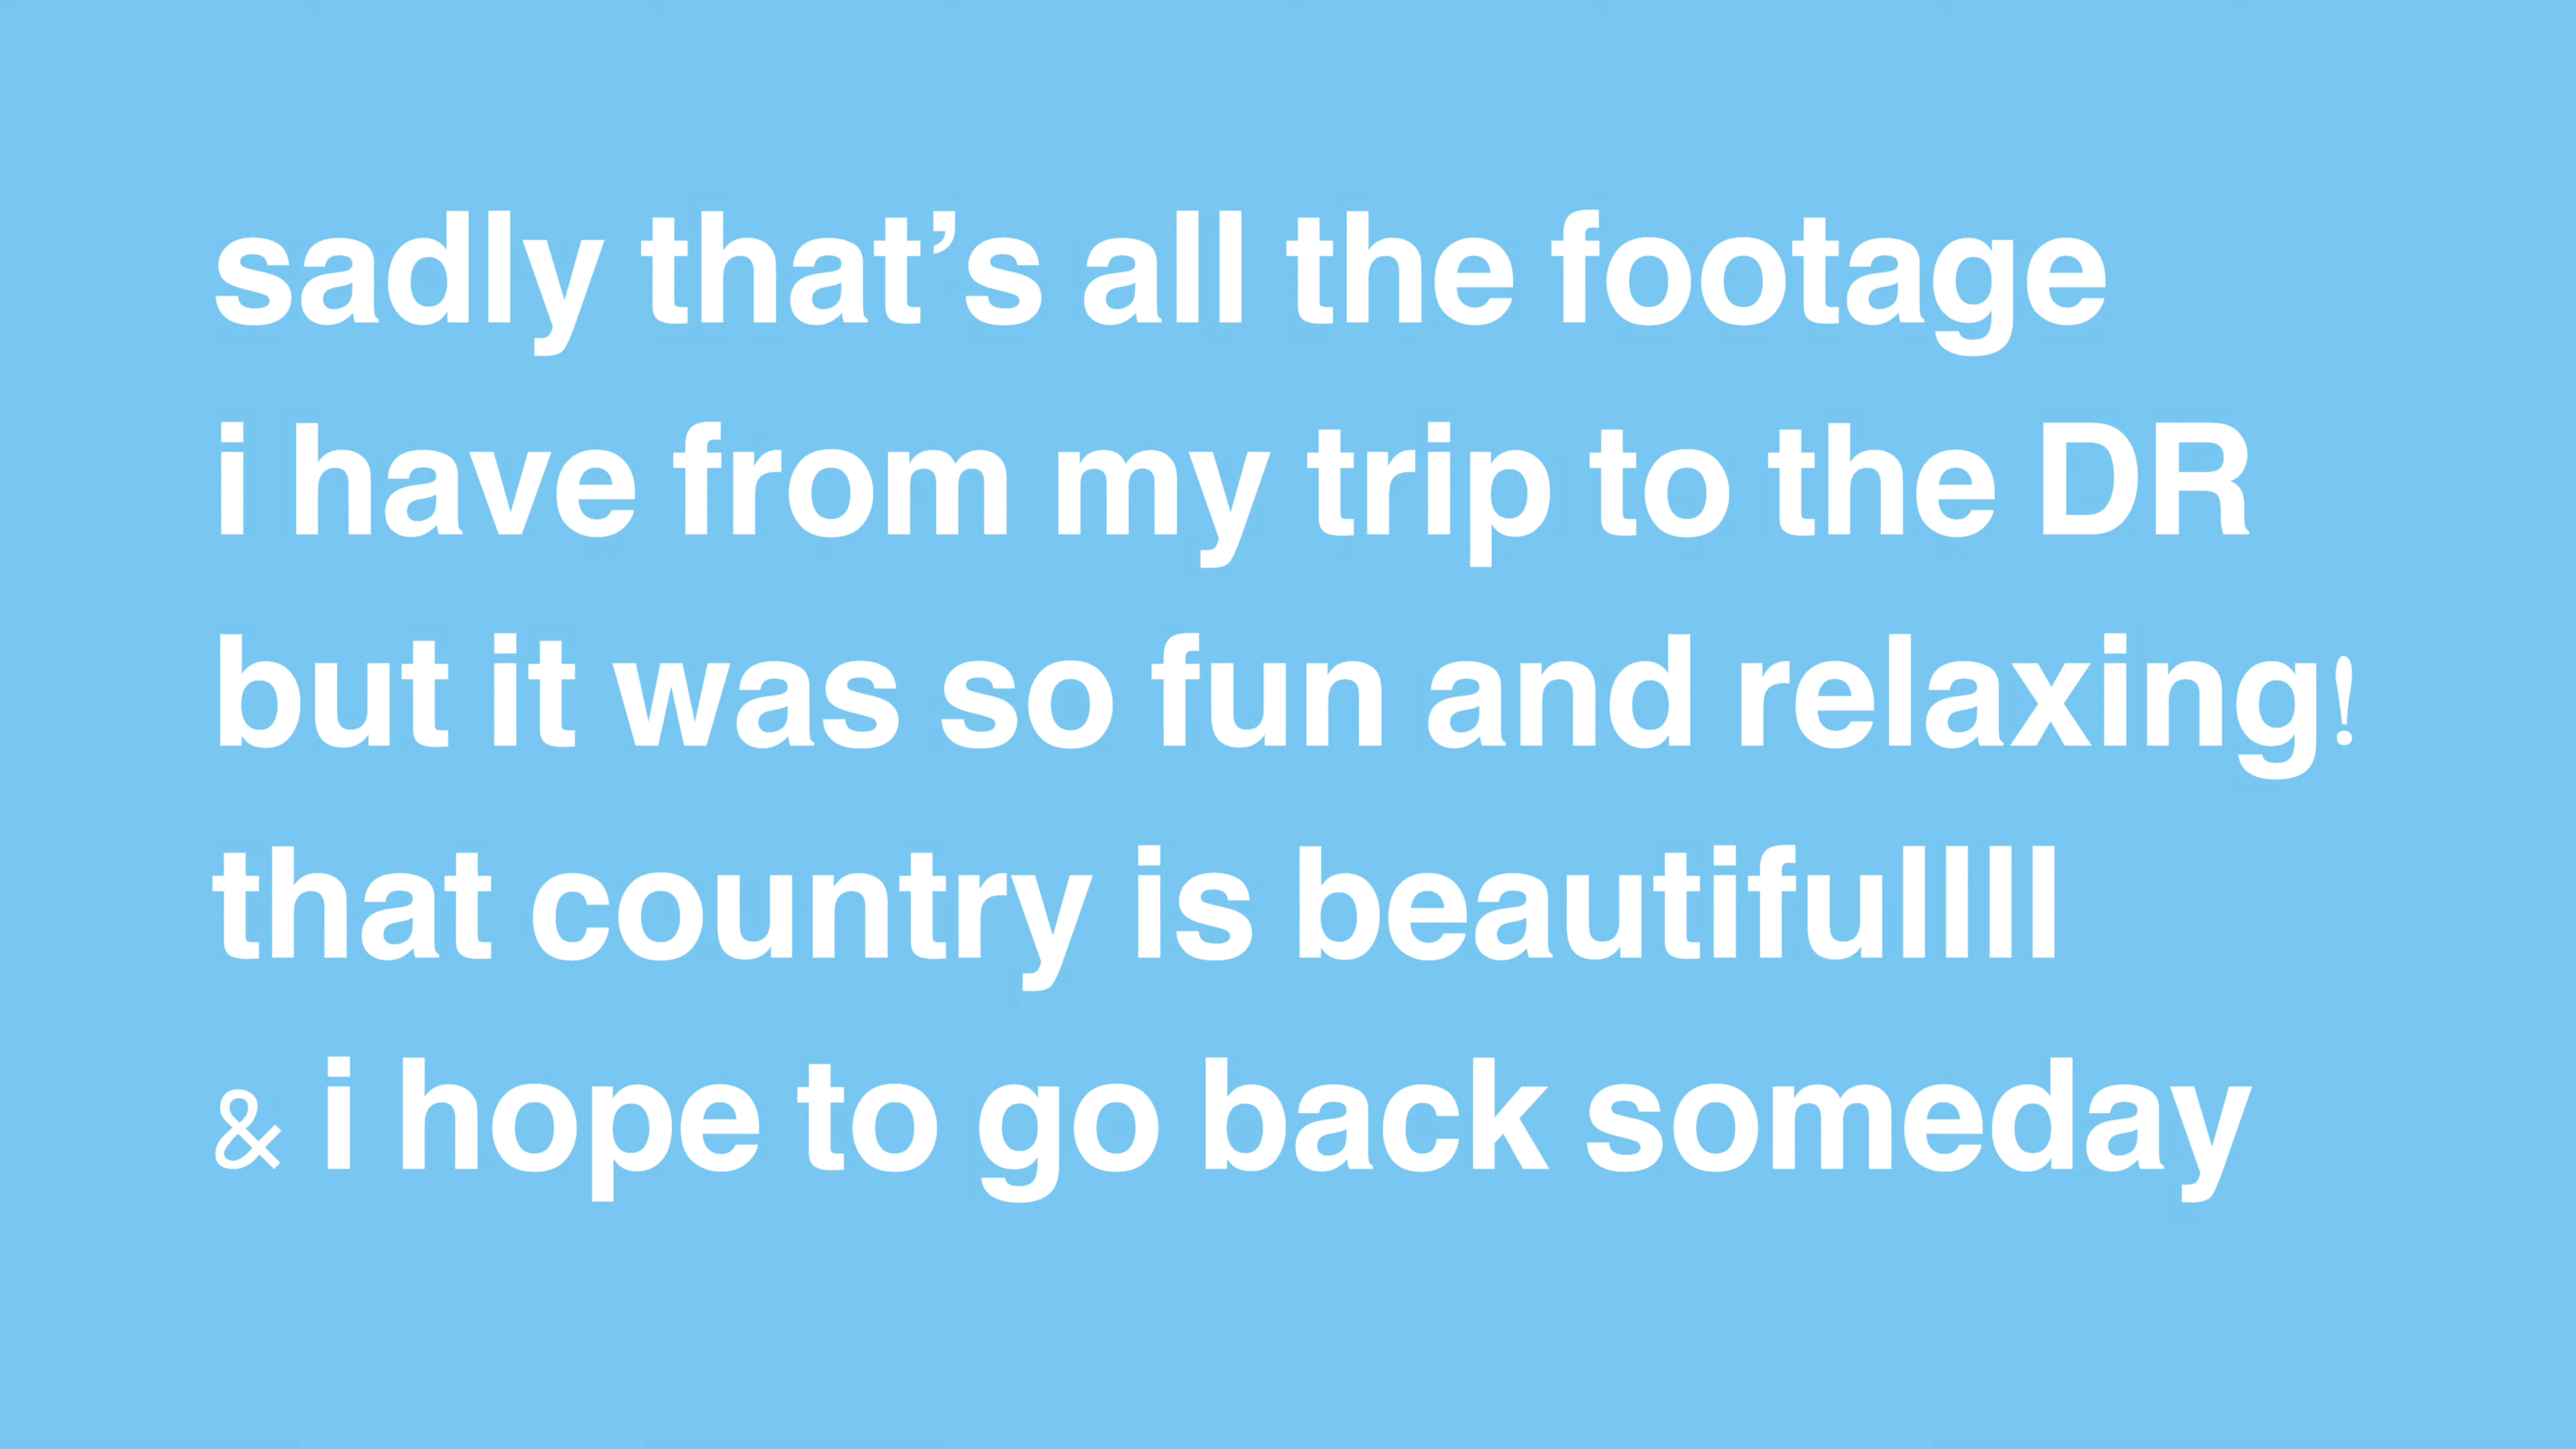 sadly that’s all the footage
i have from my trip to the DR
but it was so fun and relaxing!
that country is beautifullll
& i hope to go back someday